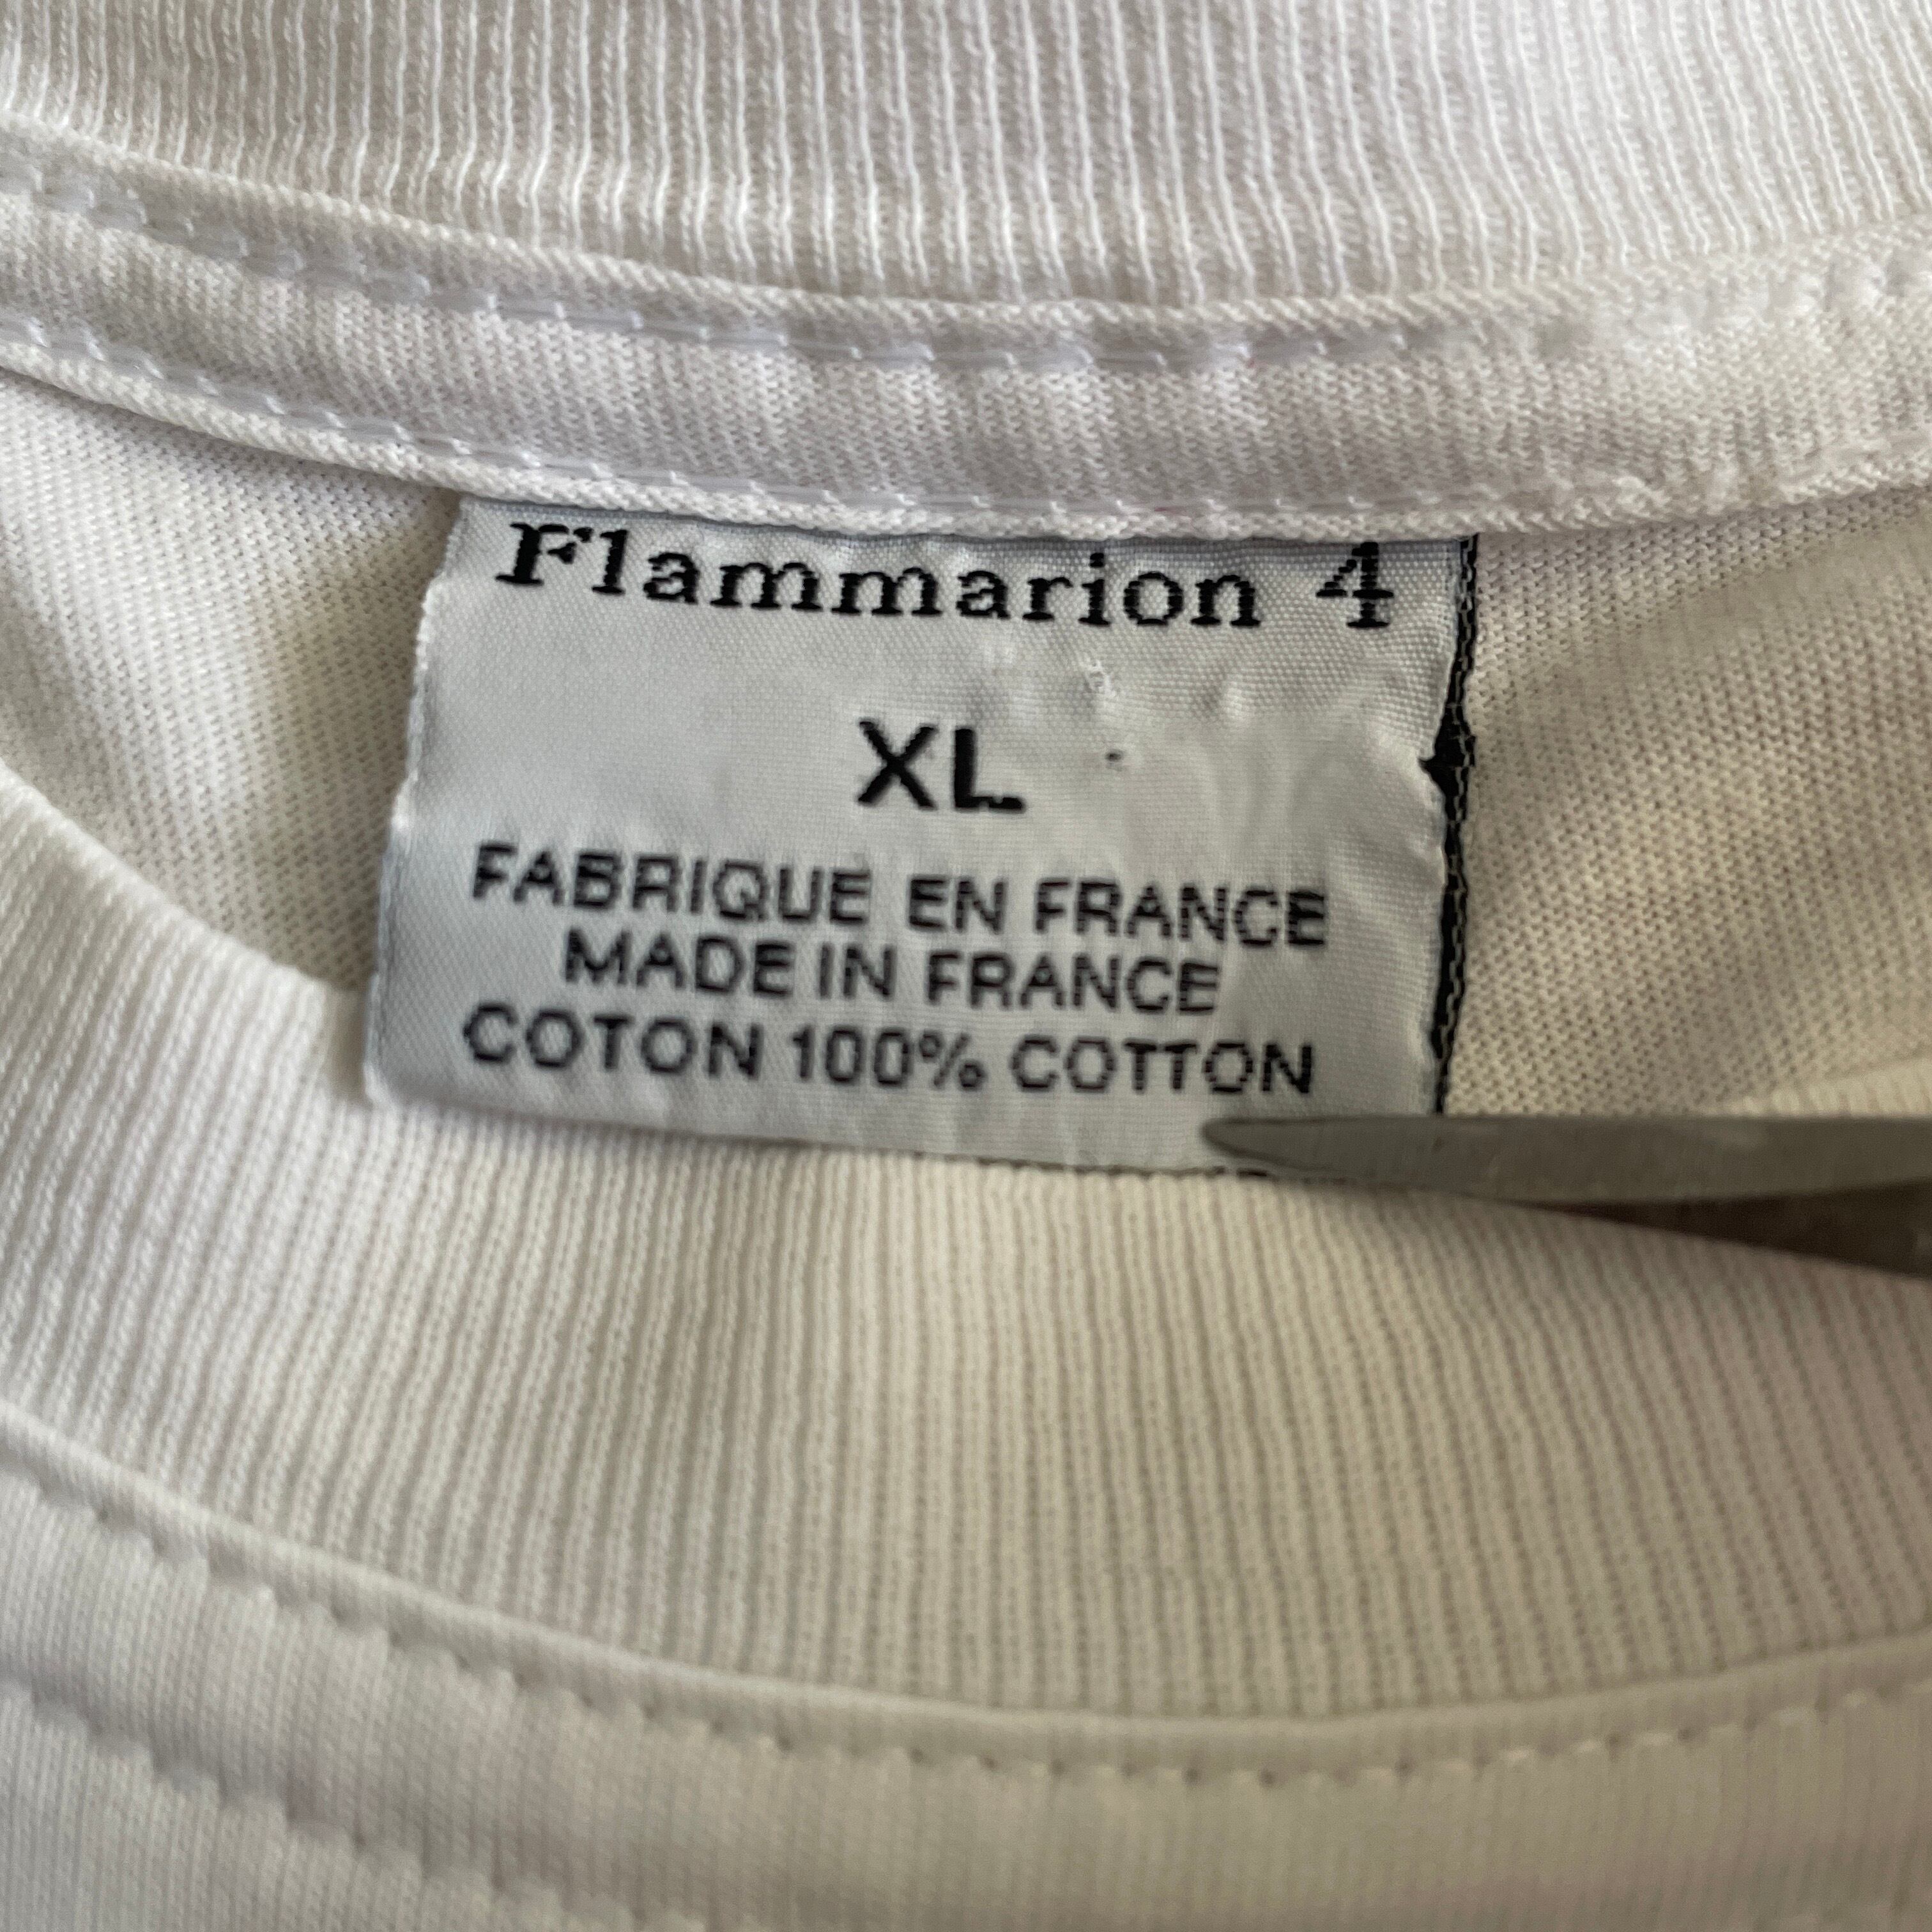 Flammarion 4
XL
FABRIQUE EN FRANCE
MADE IN FRANCE
COTON 100% COTTON